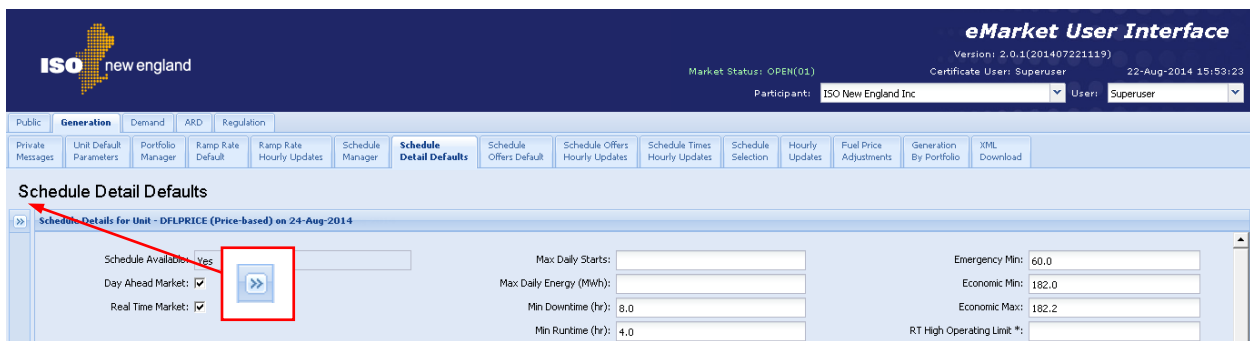 eMarket User Interface
Version: 2.0.1(201407221119)
ISO new england
Market Status: OPEN(01) Certificate User: Superuser 22-Aug-2014 15:53:23
Participant: ISO New England Inc User: Superuser
Public Generation Demand ARD Regulation
Private Messages Unit Default Parameters Portfolio Manager Ramp Rate Default Ramp Rate Hourly Updates Schedule Manager Schedule Detail Defaults Schedule Offers Default Schedule Offers Hourly Updates Schedule Times Hourly Updates Schedule Selection Hourly Updates Fuel Price Adjustments Generation By Portfolio XML Download
Schedule Detail Defaults
Schedule Details for Unit - DFLPRICE (Price-based) on 24-Aug-2014
Schedule Available: Yes Max Daily Starts: Emergency Min: 60.0
Day Ahead Market: Max Daily Energy (MWh): Economic Min: 182.0
Real Time Market: Min Downtime (hr): 8.0 Economic Max: 182.2
Min Runtime (hr): 4.0 RT High Operating Limit *: